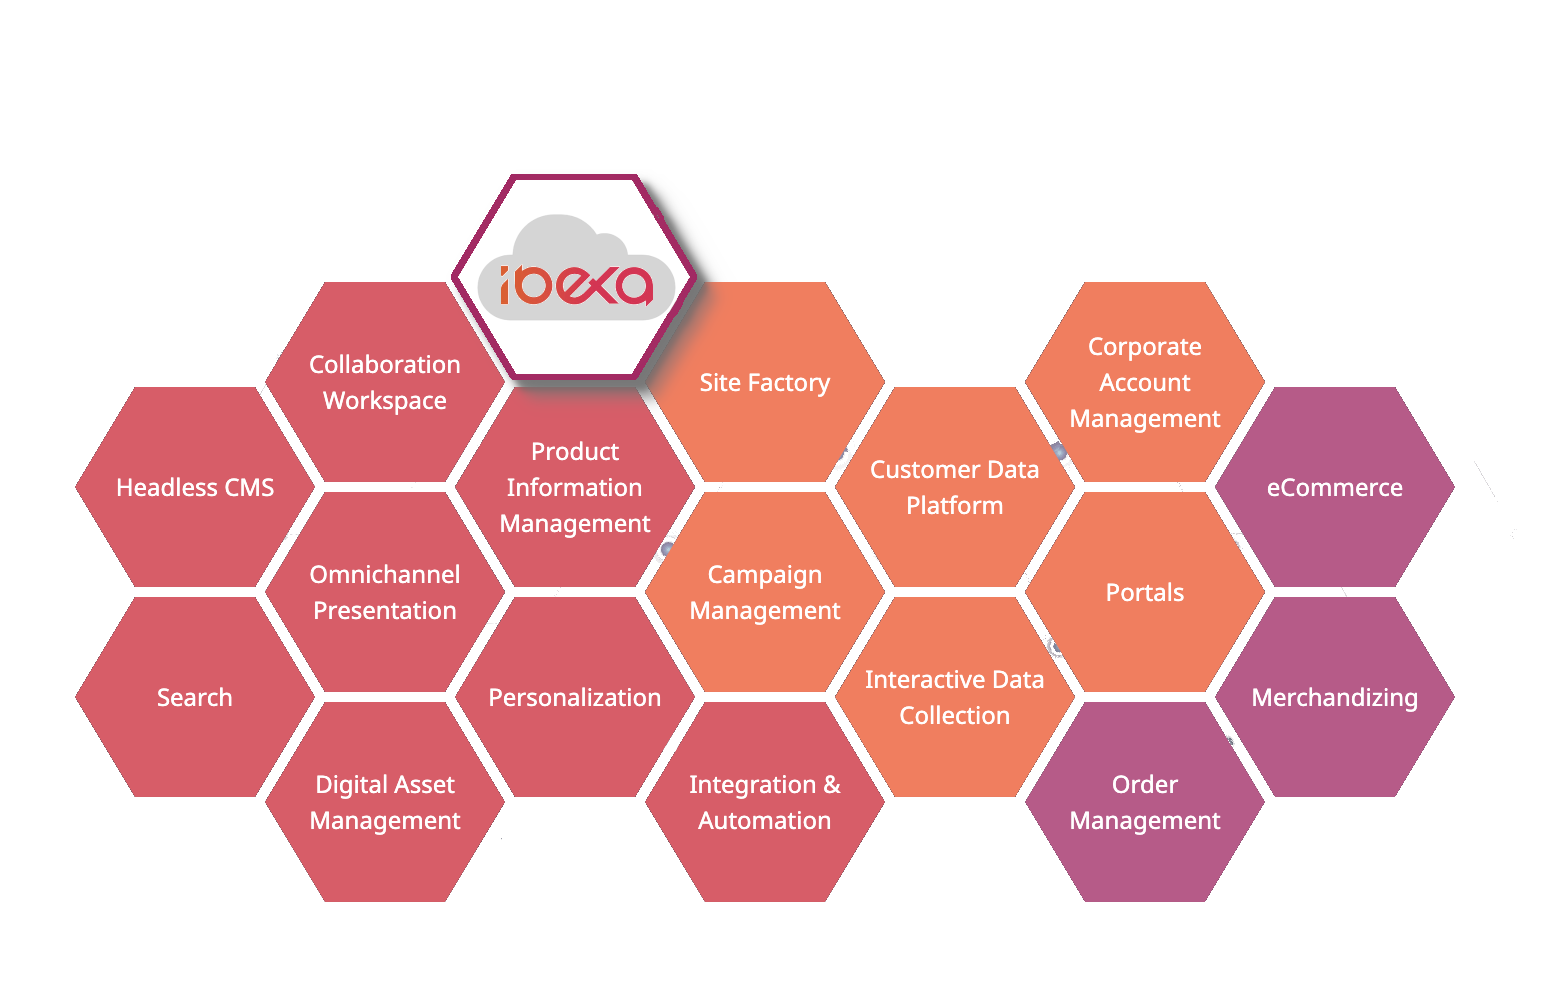 ibexa
Collaboration
Workspace
Site Factory
Corporate
Account
Management
Headless CMS
Product
Information
Management
Customer Data
Platform
eCommerce
Omnichannel
Presentation
Campaign
Management
Portals
Search
Personalization
Interactive Data
Collection
Merchandizing
Digital Asset
Management
Integration &
Automation
Order
Management